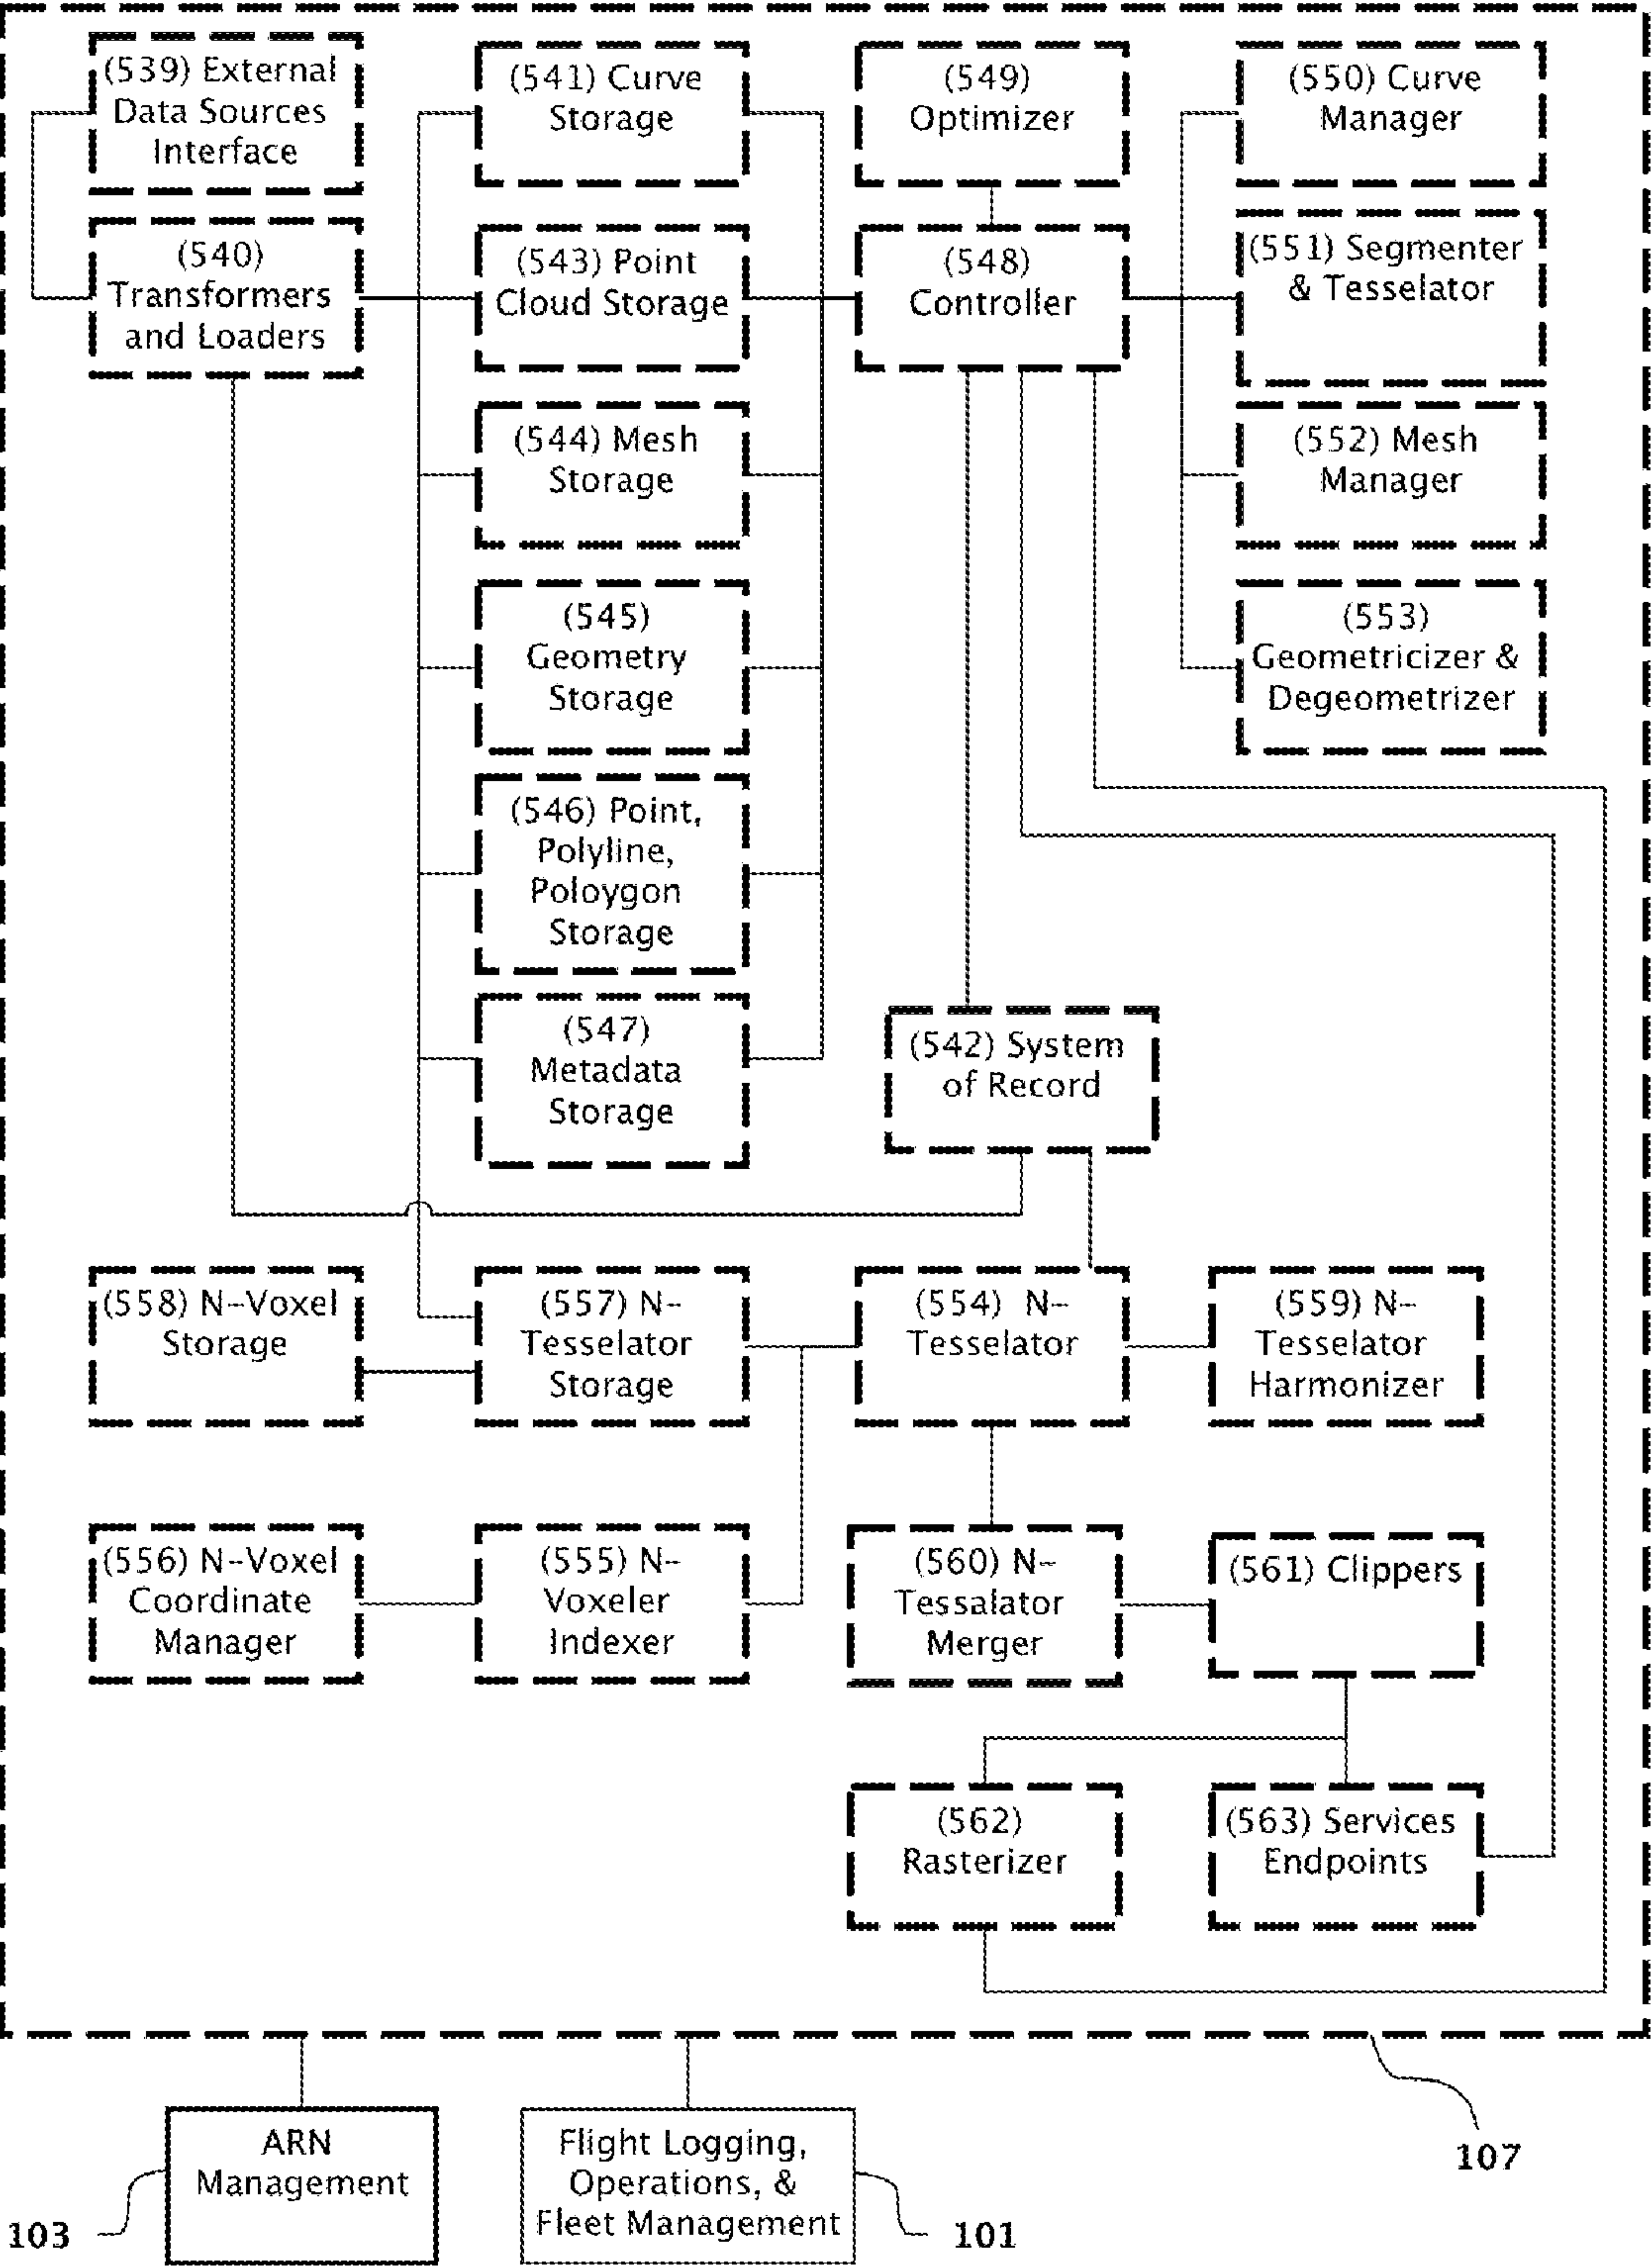 (539) External
Data Sources
Interface
(541) Curve
Storage
(549)
Optimizer
(550) Curve
Manager
(540)
Transformers
and Loaders
(543) Point
Cloud Storage
(548)
Controller
(551) Segmenter
& Tesselator
(544) Mesh
Storage
(552) Mesh
Manager
(545)
Geometry
Storage
(553)
Geometricizer &
Degeometrizer
(546) Point,
Polyline,
Poloygon
Storage
(547)
Metadata
Storage
(542) System
of Record
(558) N-Voxel
Storage
(557) N-
Tesselator
Storage
(554) N-
Tesselator
(559) N-
Tesselator
Harmonizer
(556) N-Voxel
Coordinate
Manager
(555) N-
Voxeler
Indexer
(560) N-
Tessalator
Merger
(561) Clippers
(562)
Rasterizer
(563) Services
Endpoints
107
ARN
Management
103
Flight Logging,
Operations, &
Fleet Management
101